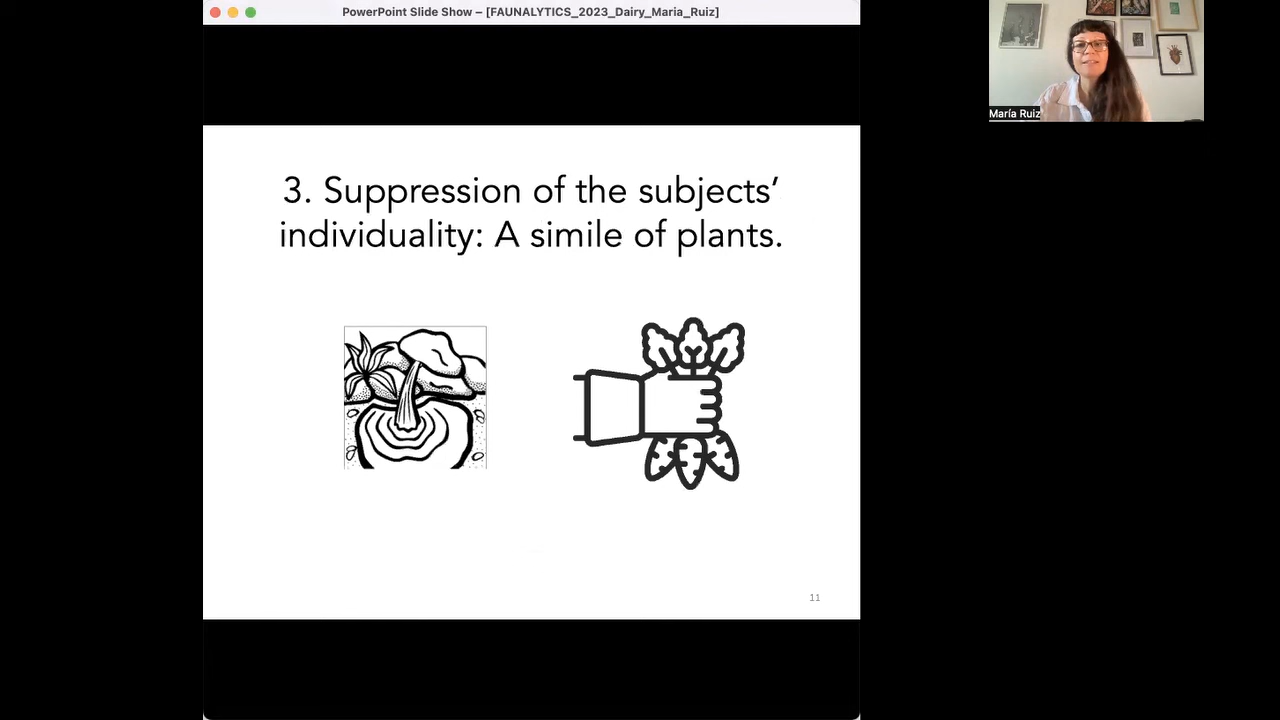 PowerPoint Slide Show – [FAUNALYTICS_2023_Dairy_Maria_Ruiz]
María Ruiz
3. Suppression of the subjects’
individuality: A simile of plants.
11